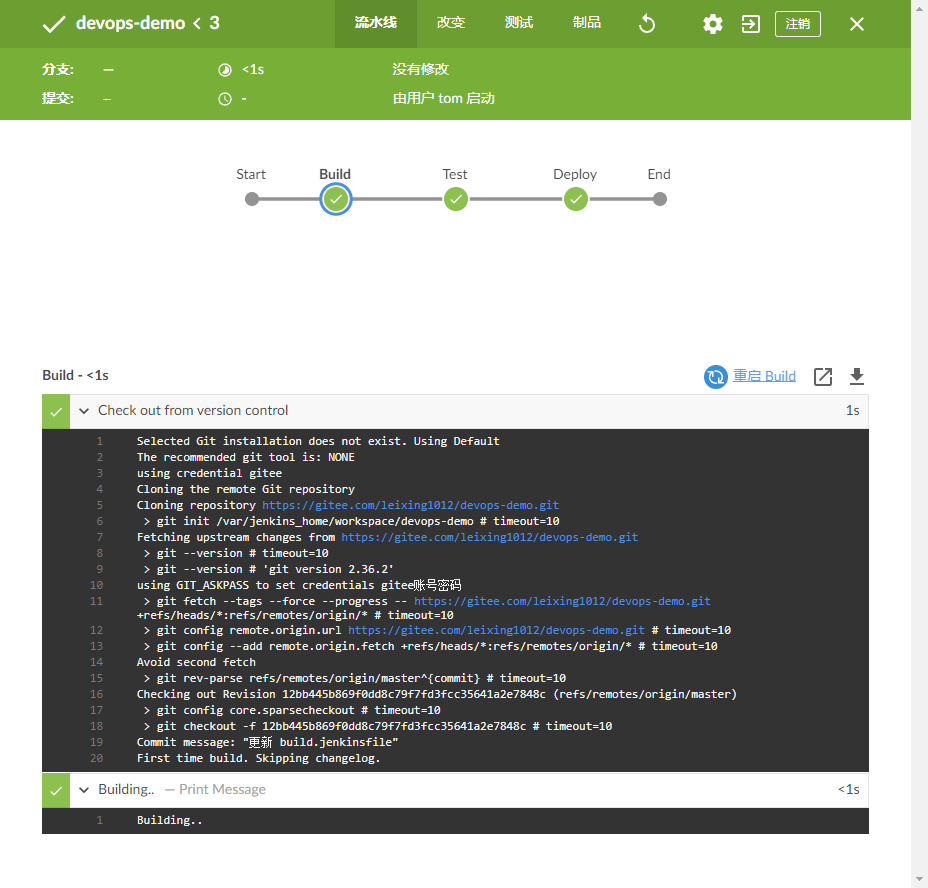 devops-demo < 3 流水线 改变 测试 制品 注销
分支: — <1s 没有修改
提交: – - 由用户 tom 启动
Start Build Test Deploy End
Build - <1s 重启 Build
Check out from version control 1s
1 Selected Git installation does not exist. Using Default
2 The recommended git tool is: NONE
3 using credential gitee
4 Cloning the remote Git repository
5 Cloning repository https://gitee.com/leixing1012/devops-demo.git
6 > git init /var/jenkins_home/workspace/devops-demo # timeout=10
7 Fetching upstream changes from https://gitee.com/leixing1012/devops-demo.git
8 > git --version # timeout=10
9 > git --version # 'git version 2.36.2'
10 using GIT_ASKPASS to set credentials gitee账号密码
11 > git fetch --tags --force --progress -- https://gitee.com/leixing1012/devops-demo.git
+refs/heads/*:refs/remotes/origin/* # timeout=10
12 > git config remote.origin.url https://gitee.com/leixing1012/devops-demo.git # timeout=10
13 > git config --add remote.origin.fetch +refs/heads/*:refs/remotes/origin/* # timeout=10
14 Avoid second fetch
15 > git rev-parse refs/remotes/origin/master^{commit} # timeout=10
16 Checking out Revision 12bb445b869f0dd8c79f7fd3fcc35641a2e7848c (refs/remotes/origin/master)
17 > git config core.sparsecheckout # timeout=10
18 > git checkout -f 12bb445b869f0dd8c79f7fd3fcc35641a2e7848c # timeout=10
19 Commit message: "更新 build.jenkinsfile"
20 First time build. Skipping changelog.
Building.. — Print Message <1s
1 Building..